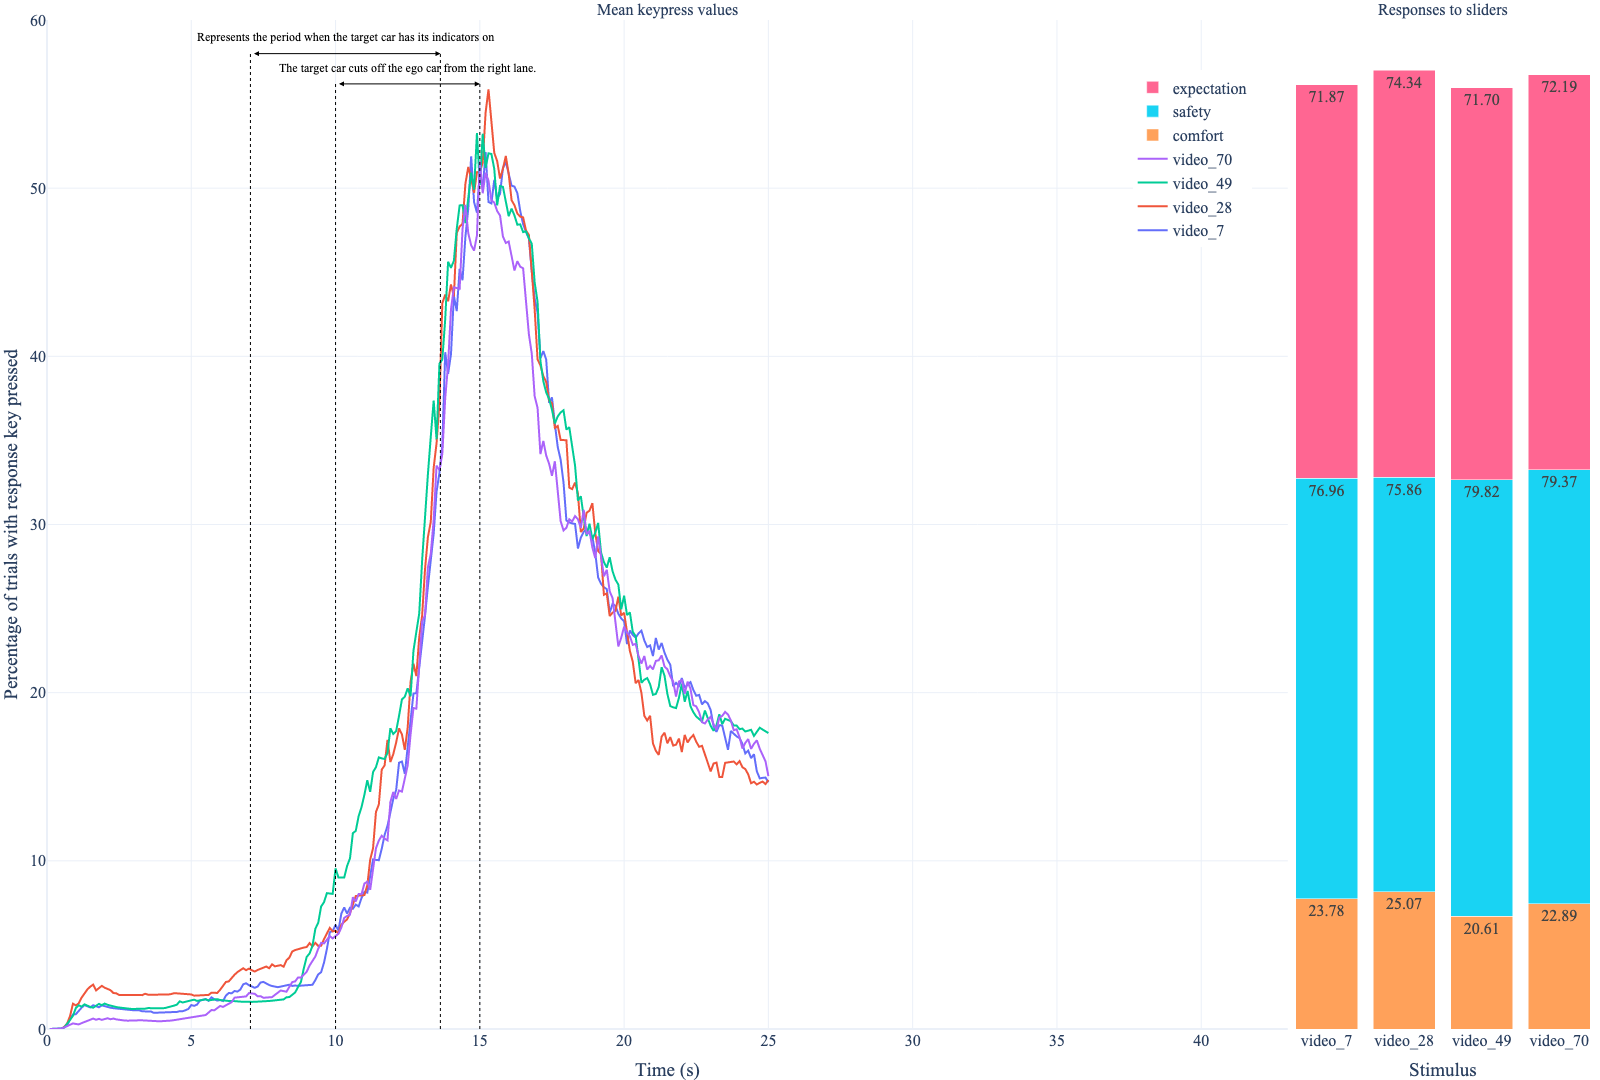 Mean keypress values
Responses to sliders
60
50
40
30
20
10
0
Percentage of trials with response key pressed
Represents the period when the target car has its indicators on
The target car cuts off the ego car from the right lane.
expectation
safety
comfort
video_70
video_49
video_28
video_7
71.87
74.34
71.70
72.19
76.96
75.86
79.82
79.37
23.78
25.07
20.61
22.89
0
5
10
15
20
25
30
35
40
video_7
video_28
video_49
video_70
Time (s)
Stimulus